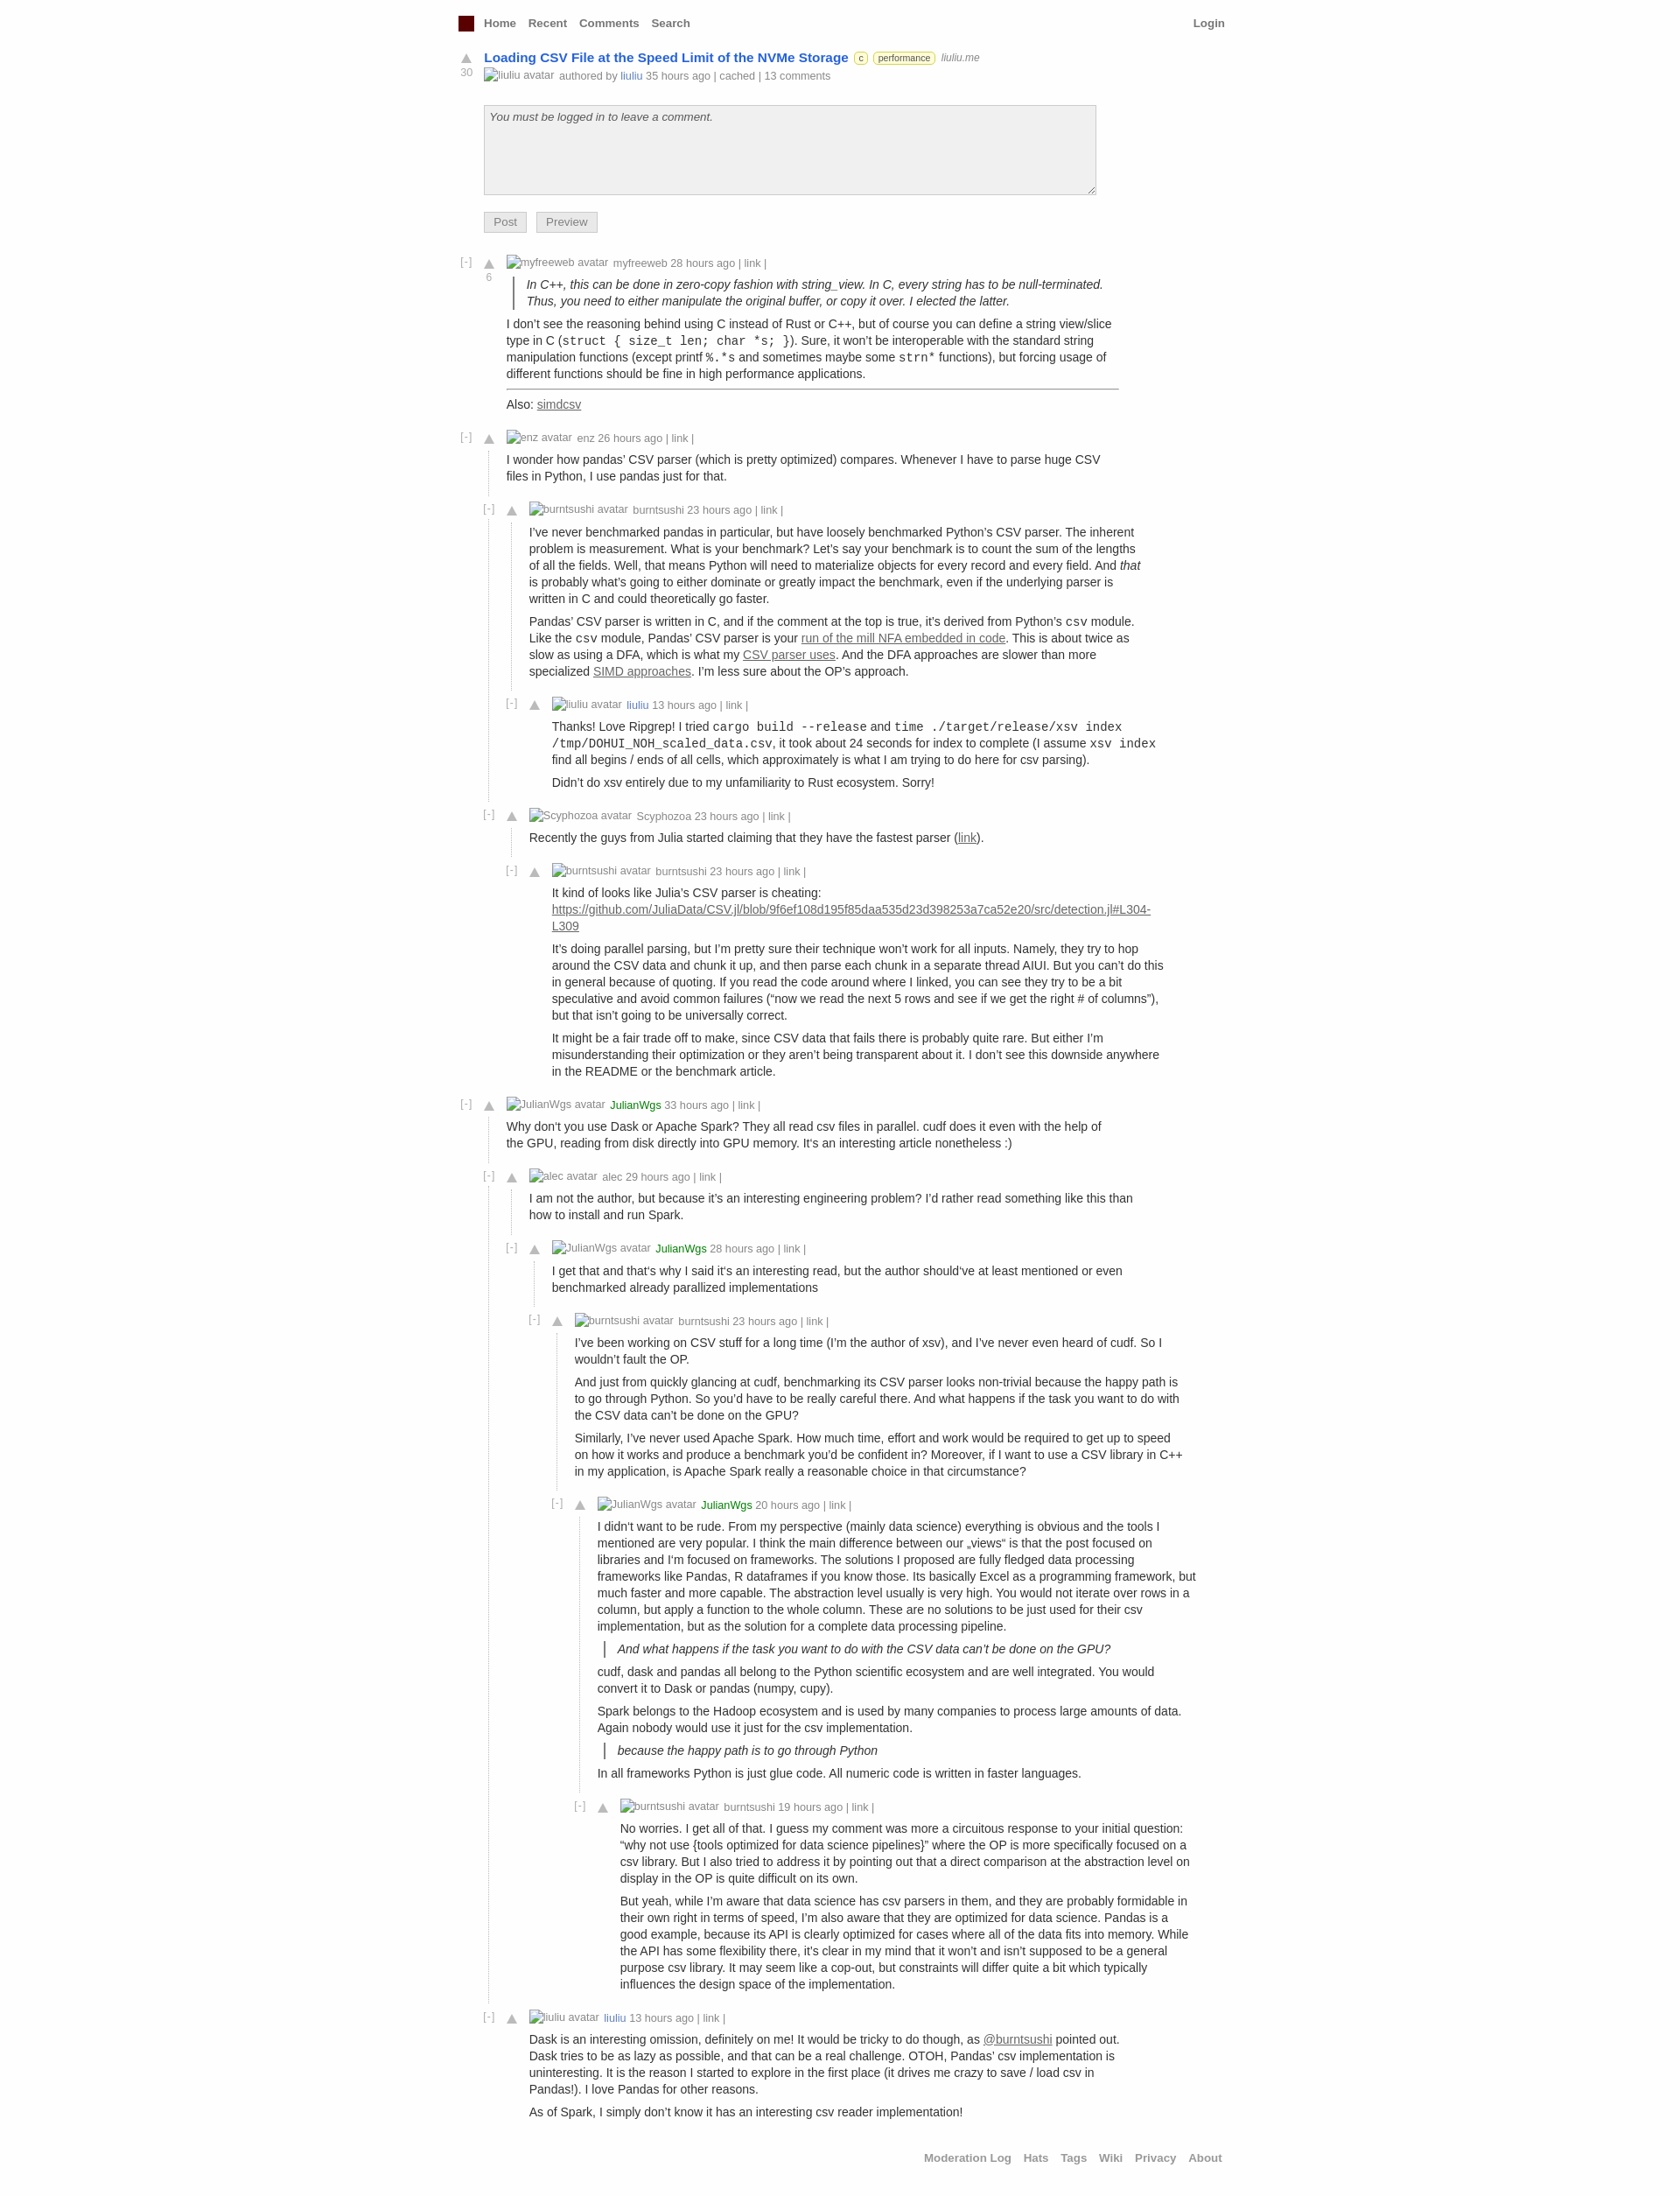 Home Recent Comments Search Login
Loading CSV File at the Speed Limit of the NVMe Storage c performance liuliu.me
30
liuliu avatar authored by liuliu 35 hours ago | cached | 13 comments
You must be logged in to leave a comment.
Post Preview
[-] myfreeweb avatar myfreeweb 28 hours ago | link |
6
In C++, this can be done in zero-copy fashion with string_view. In C, every string has to be null-terminated.
Thus, you need to either manipulate the original buffer, or copy it over. I elected the latter.
I don’t see the reasoning behind using C instead of Rust or C++, but of course you can define a string view/slice
type in C (struct { size_t len; char *s; }). Sure, it won’t be interoperable with the standard string
manipulation functions (except printf %.*s and sometimes maybe some strn* functions), but forcing usage of
different functions should be fine in high performance applications.
Also: simdcsv
[-] enz avatar enz 26 hours ago | link |
I wonder how pandas’ CSV parser (which is pretty optimized) compares. Whenever I have to parse huge CSV
files in Python, I use pandas just for that.
[-] burntsushi avatar burntsushi 23 hours ago | link |
I’ve never benchmarked pandas in particular, but have loosely benchmarked Python’s CSV parser. The inherent
problem is measurement. What is your benchmark? Let’s say your benchmark is to count the sum of the lengths
of all the fields. Well, that means Python will need to materialize objects for every record and every field. And that
is probably what’s going to either dominate or greatly impact the benchmark, even if the underlying parser is
written in C and could theoretically go faster.
Pandas’ CSV parser is written in C, and if the comment at the top is true, it’s derived from Python’s csv module.
Like the csv module, Pandas’ CSV parser is your run of the mill NFA embedded in code. This is about twice as
slow as using a DFA, which is what my CSV parser uses. And the DFA approaches are slower than more
specialized SIMD approaches. I’m less sure about the OP’s approach.
[-] liuliu avatar liuliu 13 hours ago | link |
Thanks! Love Ripgrep! I tried cargo build --release and time ./target/release/xsv index
/tmp/DOHUI_NOH_scaled_data.csv, it took about 24 seconds for index to complete (I assume xsv index
find all begins / ends of all cells, which approximately is what I am trying to do here for csv parsing).
Didn’t do xsv entirely due to my unfamiliarity to Rust ecosystem. Sorry!
[-] Scyphozoa avatar Scyphozoa 23 hours ago | link |
Recently the guys from Julia started claiming that they have the fastest parser (link).
[-] burntsushi avatar burntsushi 23 hours ago | link |
It kind of looks like Julia’s CSV parser is cheating:
https://github.com/JuliaData/CSV.jl/blob/9f6ef108d195f85daa535d23d398253a7ca52e20/src/detection.jl#L304-
L309
It’s doing parallel parsing, but I’m pretty sure their technique won’t work for all inputs. Namely, they try to hop
around the CSV data and chunk it up, and then parse each chunk in a separate thread AIUI. But you can’t do this
in general because of quoting. If you read the code around where I linked, you can see they try to be a bit
speculative and avoid common failures (“now we read the next 5 rows and see if we get the right # of columns”),
but that isn’t going to be universally correct.
It might be a fair trade off to make, since CSV data that fails there is probably quite rare. But either I’m
misunderstanding their optimization or they aren’t being transparent about it. I don’t see this downside anywhere
in the README or the benchmark article.
[-] JulianWgs avatar JulianWgs 33 hours ago | link |
Why don‘t you use Dask or Apache Spark? They all read csv files in parallel. cudf does it even with the help of
the GPU, reading from disk directly into GPU memory. It‘s an interesting article nonetheless :)
[-] alec avatar alec 29 hours ago | link |
I am not the author, but because it’s an interesting engineering problem? I’d rather read something like this than
how to install and run Spark.
[-] JulianWgs avatar JulianWgs 28 hours ago | link |
I get that and that‘s why I said it‘s an interesting read, but the author should‘ve at least mentioned or even
benchmarked already parallized implementations
[-] burntsushi avatar burntsushi 23 hours ago | link |
I’ve been working on CSV stuff for a long time (I’m the author of xsv), and I’ve never even heard of cudf. So I
wouldn’t fault the OP.
And just from quickly glancing at cudf, benchmarking its CSV parser looks non-trivial because the happy path is
to go through Python. So you’d have to be really careful there. And what happens if the task you want to do with
the CSV data can’t be done on the GPU?
Similarly, I’ve never used Apache Spark. How much time, effort and work would be required to get up to speed
on how it works and produce a benchmark you’d be confident in? Moreover, if I want to use a CSV library in C++
in my application, is Apache Spark really a reasonable choice in that circumstance?
[-] JulianWgs avatar JulianWgs 20 hours ago | link |
I didn‘t want to be rude. From my perspective (mainly data science) everything is obvious and the tools I
mentioned are very popular. I think the main difference between our „views“ is that the post focused on
libraries and I‘m focused on frameworks. The solutions I proposed are fully fledged data processing
frameworks like Pandas, R dataframes if you know those. Its basically Excel as a programming framework, but
much faster and more capable. The abstraction level usually is very high. You would not iterate over rows in a
column, but apply a function to the whole column. These are no solutions to be just used for their csv
implementation, but as the solution for a complete data processing pipeline.
And what happens if the task you want to do with the CSV data can’t be done on the GPU?
cudf, dask and pandas all belong to the Python scientific ecosystem and are well integrated. You would
convert it to Dask or pandas (numpy, cupy).
Spark belongs to the Hadoop ecosystem and is used by many companies to process large amounts of data.
Again nobody would use it just for the csv implementation.
because the happy path is to go through Python
In all frameworks Python is just glue code. All numeric code is written in faster languages.
[-] burntsushi avatar burntsushi 19 hours ago | link |
No worries. I get all of that. I guess my comment was more a circuitous response to your initial question:
“why not use {tools optimized for data science pipelines}” where the OP is more specifically focused on a
csv library. But I also tried to address it by pointing out that a direct comparison at the abstraction level on
display in the OP is quite difficult on its own.
But yeah, while I’m aware that data science has csv parsers in them, and they are probably formidable in
their own right in terms of speed, I’m also aware that they are optimized for data science. Pandas is a
good example, because its API is clearly optimized for cases where all of the data fits into memory. While
the API has some flexibility there, it’s clear in my mind that it won’t and isn’t supposed to be a general
purpose csv library. It may seem like a cop-out, but constraints will differ quite a bit which typically
influences the design space of the implementation.
[-] liuliu avatar liuliu 13 hours ago | link |
Dask is an interesting omission, definitely on me! It would be tricky to do though, as @burntsushi pointed out.
Dask tries to be as lazy as possible, and that can be a real challenge. OTOH, Pandas’ csv implementation is
uninteresting. It is the reason I started to explore in the first place (it drives me crazy to save / load csv in
Pandas!). I love Pandas for other reasons.
As of Spark, I simply don’t know it has an interesting csv reader implementation!
Moderation Log Hats Tags Wiki Privacy About